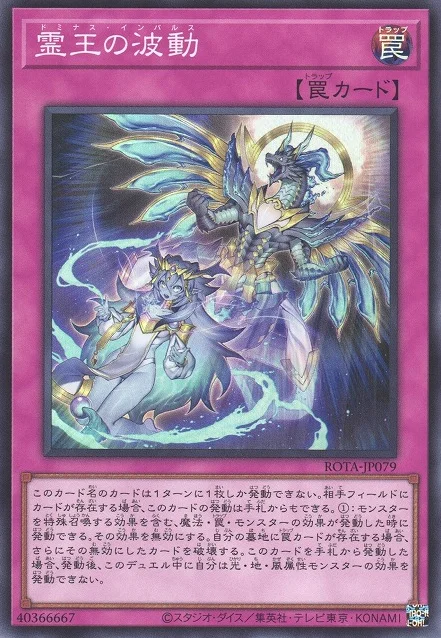 ドミナス・インパルス
霊王の波動
トラップ
罠
【罠カード】
ROTA-JP079
このカード名のカードは1ターンに1枚しか発動できない。相手フィールドに
カードが存在する場合、このカードの発動は手札からもできる。①:モンスター
を特殊召喚する効果を含む、魔法・罠・モンスターの効果が発動した時に
発動できる。その効果を無効にする。自分の墓地に罠カードが存在する場合、
さらにその無効にしたカードを破壊する。このカードを手札から発動した
場合、発動後、このデュエル中に自分は光・地・風属性モンスターの効果を
発動できない。
40366667
©スタジオ・ダイス/集英社・テレビ東京・KONAMI